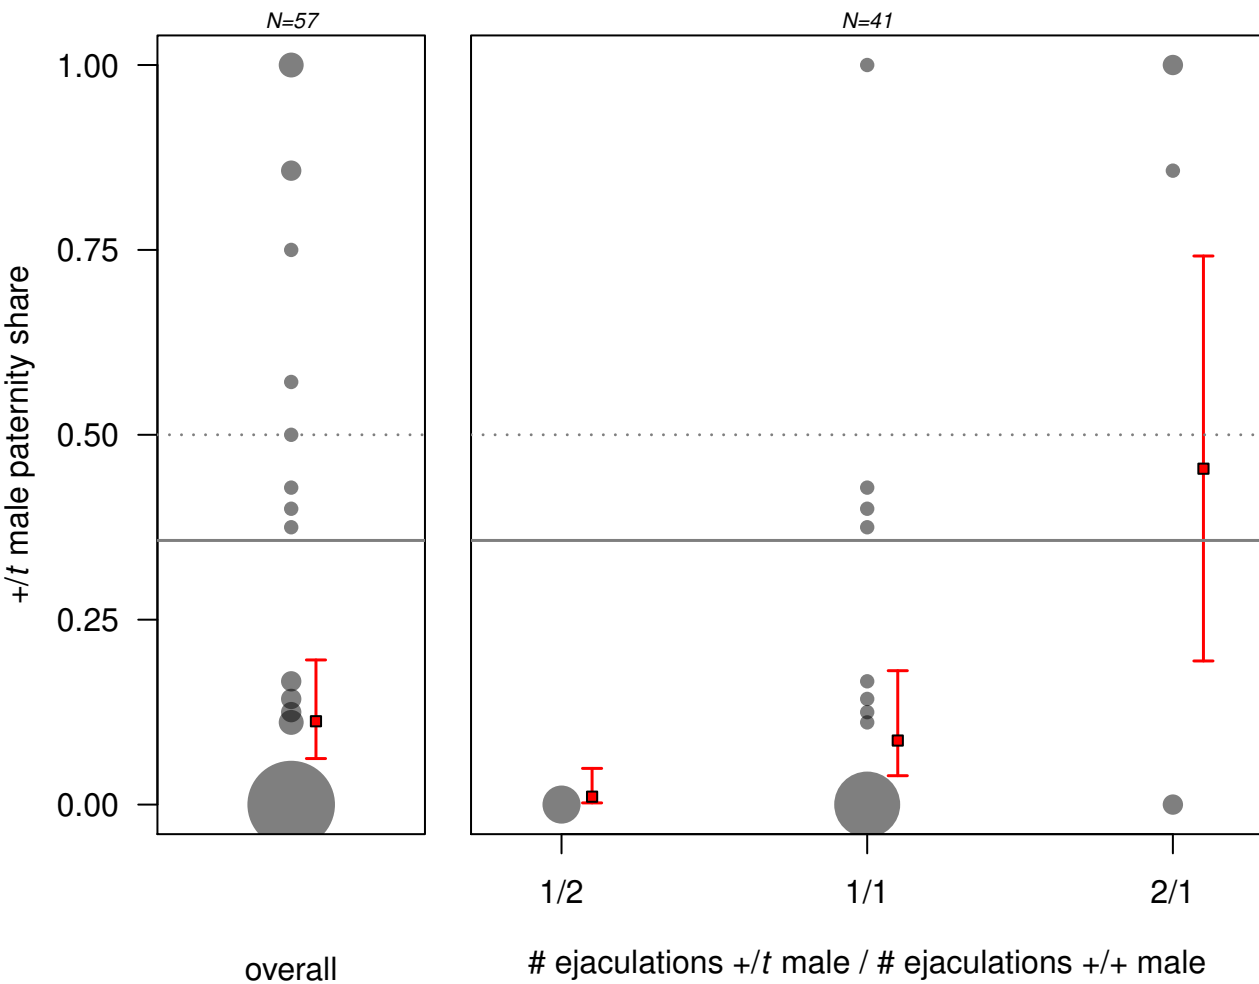 N=57
N=41
+/t male paternity share
1.00
0.75
0.50
0.25
0.00
1/2
1/1
2/1
overall
# ejaculations +/t male / # ejaculations +/+ male